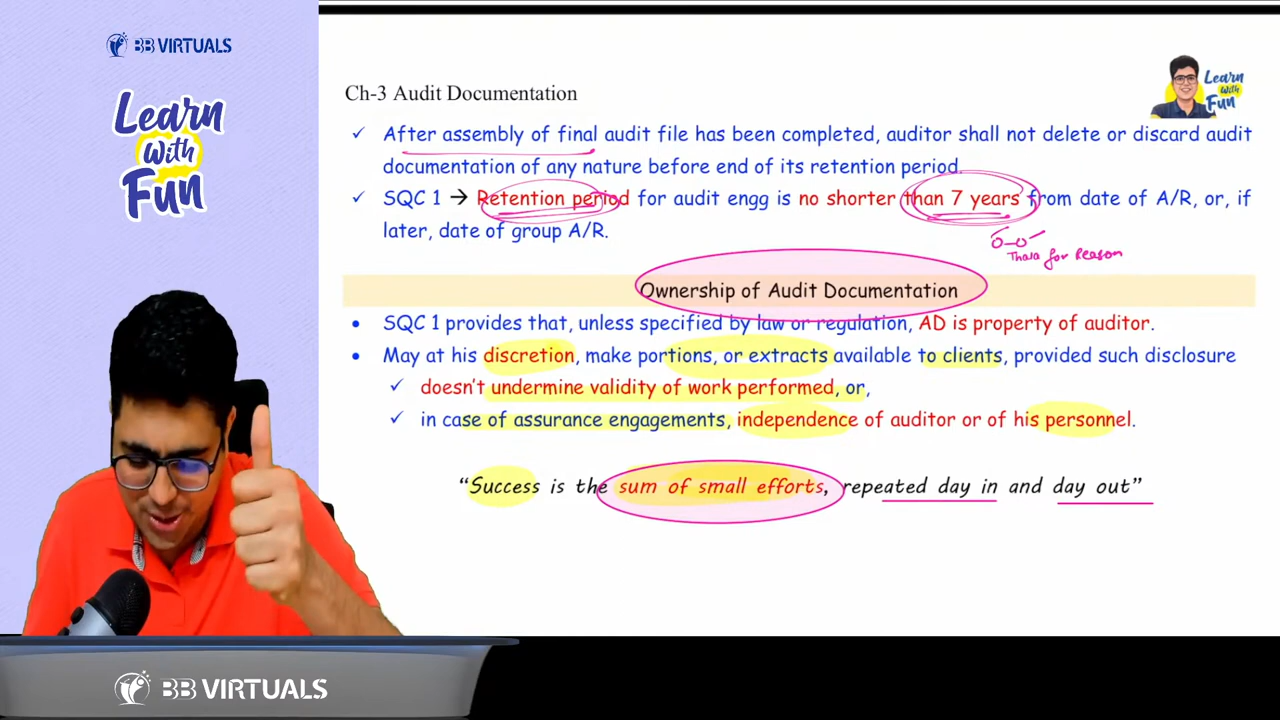 BB VIRTUALS
Learn
With
Fun
Learn
With
Fun
Ch-3 Audit Documentation
✓ After assembly of final audit file has been completed, auditor shall not delete or discard audit
documentation of any nature before end of its retention period.
✓ SQC 1 → Retention period for audit engg is no shorter than 7 years from date of A/R, or, if
later, date of group A/R.
Thala for Reason
Ownership of Audit Documentation
• SQC 1 provides that, unless specified by law or regulation, AD is property of auditor.
• May at his discretion, make portions, or extracts available to clients, provided such disclosure
✓ doesn't undermine validity of work performed, or,
✓ in case of assurance engagements, independence of auditor or of his personnel.
"Success is the sum of small efforts, repeated day in and day out"
BB VIRTUALS